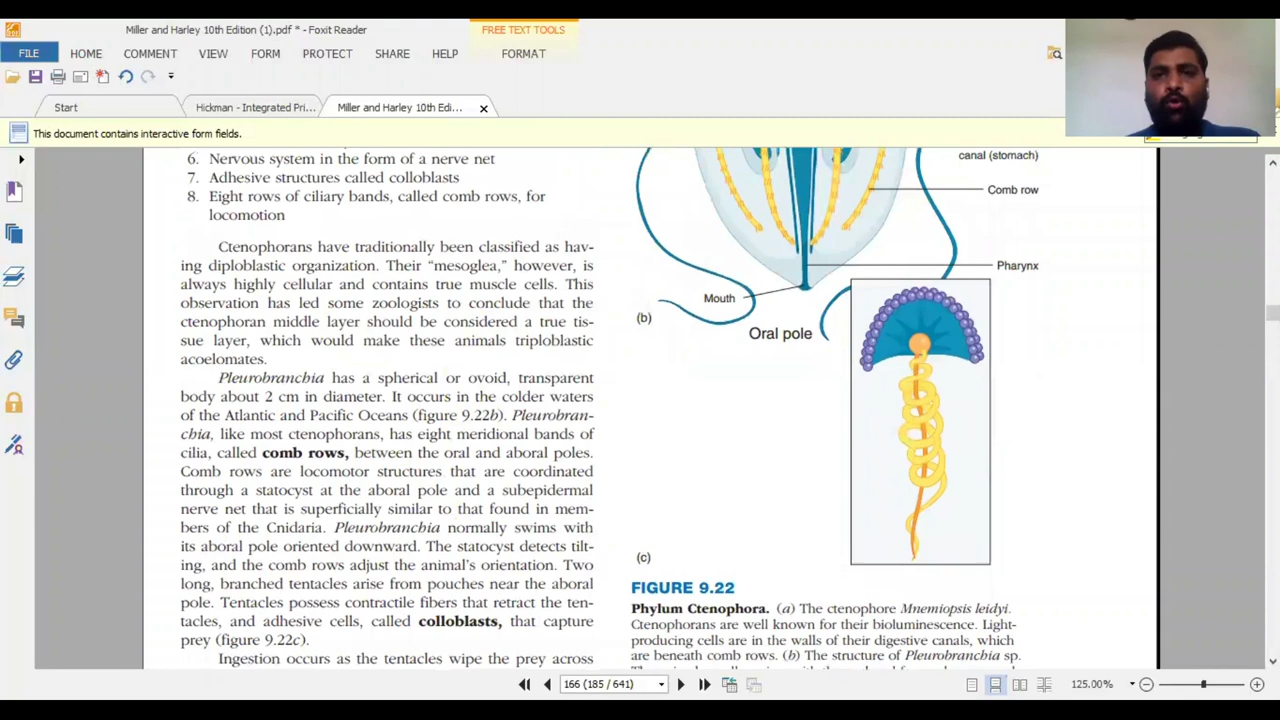 Miller and Harley 10th Edition (1).pdf * - Foxit Reader
FREE TEXT TOOLS
FILE HOME COMMENT VIEW FORM PROTECT SHARE HELP FORMAT
Start
Hickman - Integrated Pri...
Miller and Harley 10th Edi...
This document contains interactive form fields.
6. Nervous system in the form of a nerve net
7. Adhesive structures called colloblasts
8. Eight rows of ciliary bands, called comb rows, for
locomotion
Ctenophorans have traditionally been classified as hav-
ing diploblastic organization. Their “mesoglea,” however, is
always highly cellular and contains true muscle cells. This
observation has led some zoologists to conclude that the
ctenophoran middle layer should be considered a true tis-
sue layer, which would make these animals triploblastic
acoelomates.
Pleurobranchia has a spherical or ovoid, transparent
body about 2 cm in diameter. It occurs in the colder waters
of the Atlantic and Pacific Oceans (figure 9.22b). Pleurobran-
chia, like most ctenophorans, has eight meridional bands of
cilia, called comb rows, between the oral and aboral poles.
Comb rows are locomotor structures that are coordinated
through a statocyst at the aboral pole and a subepidermal
nerve net that is superficially similar to that found in mem-
bers of the Cnidaria. Pleurobranchia normally swims with
its aboral pole oriented downward. The statocyst detects tilt-
ing, and the comb rows adjust the animal’s orientation. Two
long, branched tentacles arise from pouches near the aboral
pole. Tentacles possess contractile fibers that retract the ten-
tacles, and adhesive cells, called colloblasts, that capture
prey (figure 9.22c).
Ingestion occurs as the tentacles wipe the prey across
canal (stomach)
Comb row
Pharynx
Mouth
(b)
Oral pole
(c)
FIGURE 9.22
Phylum Ctenophora. (a) The ctenophore Mnemiopsis leidyi.
Ctenophorans are well known for their bioluminescence. Light-
producing cells are in the walls of their digestive canals, which
are beneath comb rows. (b) The structure of Pleurobranchia sp.
166 (185 / 641)
125.00%